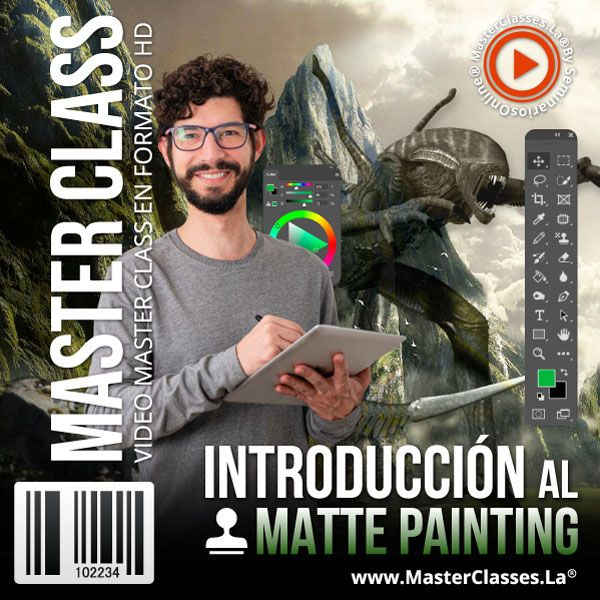 MASTER CLASS
VIDEO MASTER CLASS EN FORMATO HD
MasterClasses.La®By SeminariosOnline®
Color
INTRODUCCIÓN AL
MATTE PAINTING
102234
www.MasterClasses.La®